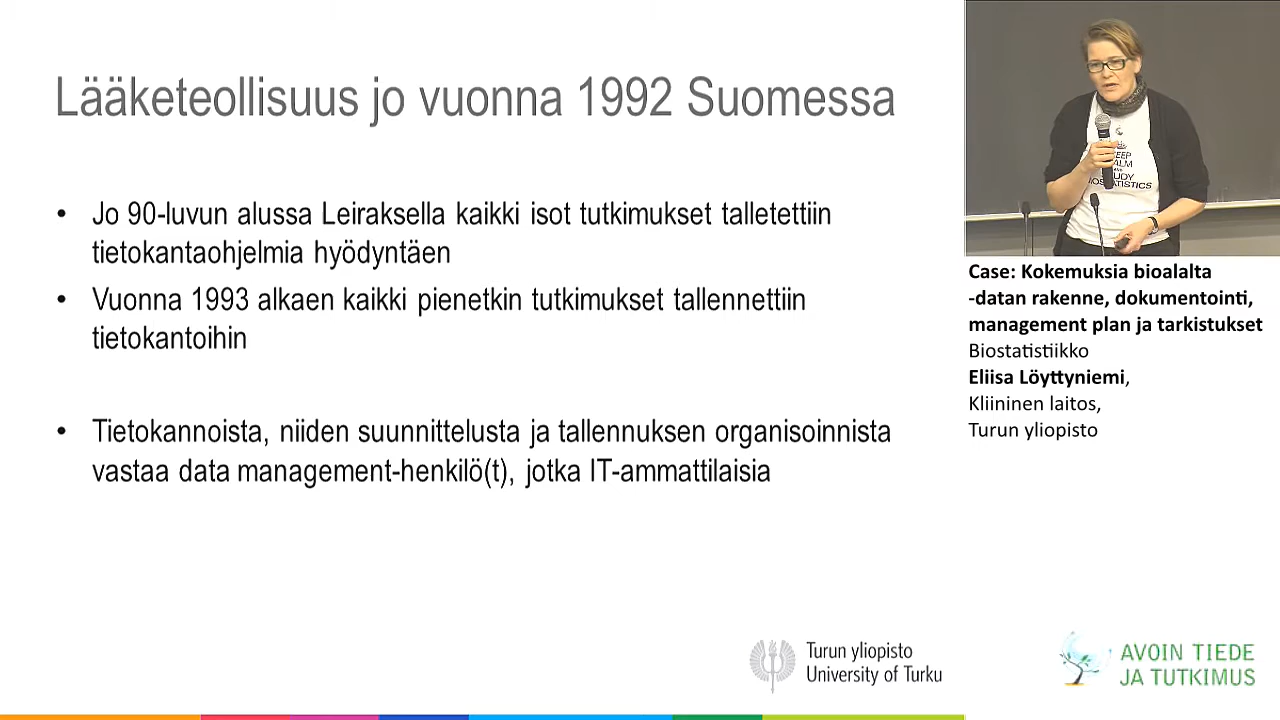 Lääketeollisuus jo vuonna 1992 Suomessa
• Jo 90-luvun alussa Leiraksella kaikki isot tutkimukset talletettiin
tietokantaohjelmia hyödyntäen
• Vuonna 1993 alkaen kaikki pienetkin tutkimukset tallennettiin
tietokantoihin
• Tietokannoista, niiden suunnittelusta ja tallennuksen organisoinnista
vastaa data management-henkilö(t), jotka IT-ammattilaisia
Case: Kokemuksia bioalalta
-datan rakenne, dokumentointi,
management plan ja tarkistukset
Biostatistiikko
Eliisa Löyttyniemi,
Kliininen laitos,
Turun yliopisto
Turun yliopisto
University of Turku
AVOIN TIEDE
JA TUTKIMUS